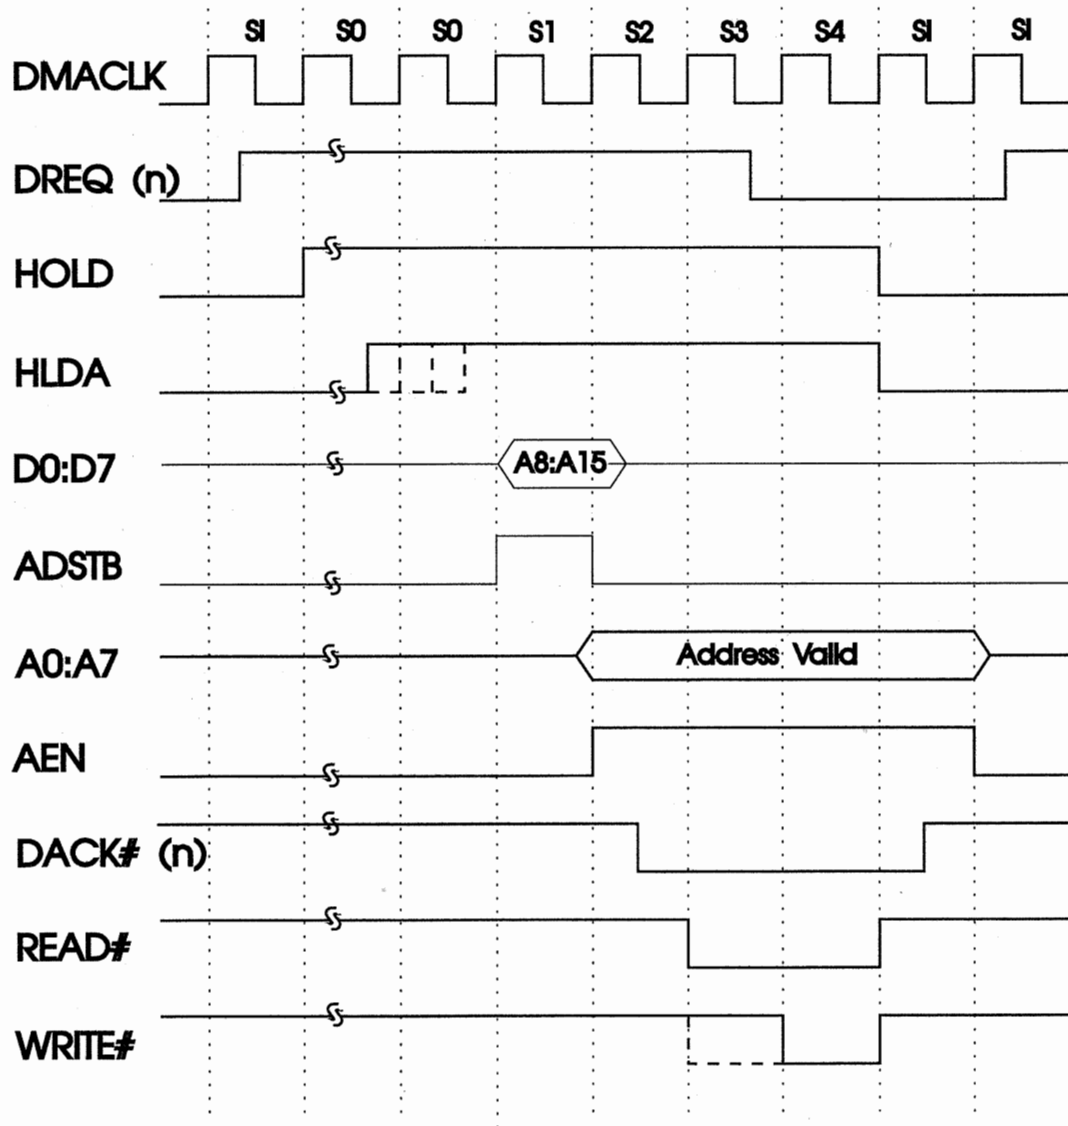 SI S0 S0 S1 S2 S3 S4 SI SI
DMACLK
DREQ (n)
HOLD
HLDA
D0:D7 A8:A15
ADSTB
A0:A7 Address Valid
AEN
DACK# (n)
READ#
WRITE#